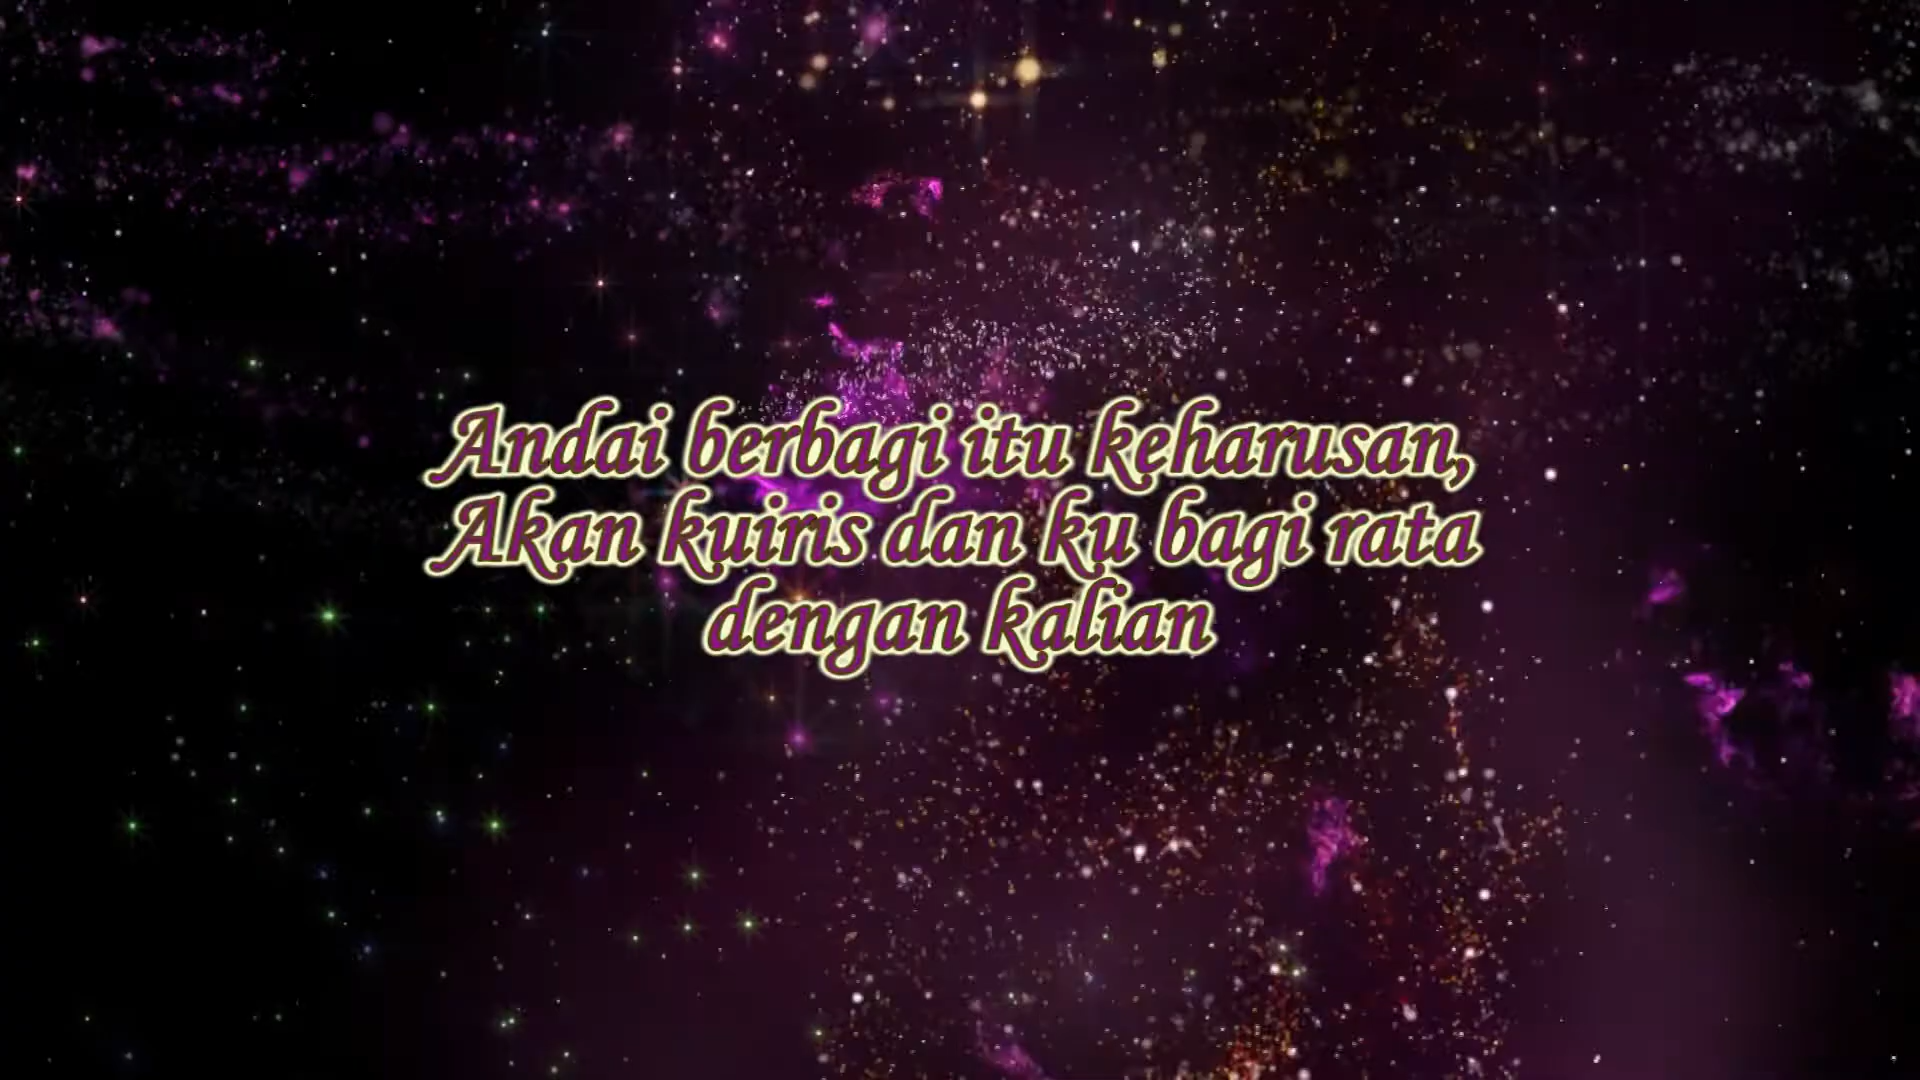 Andai berbagi itu keharusan,
Akan kuiris dan ku bagi rata
dengan kalian